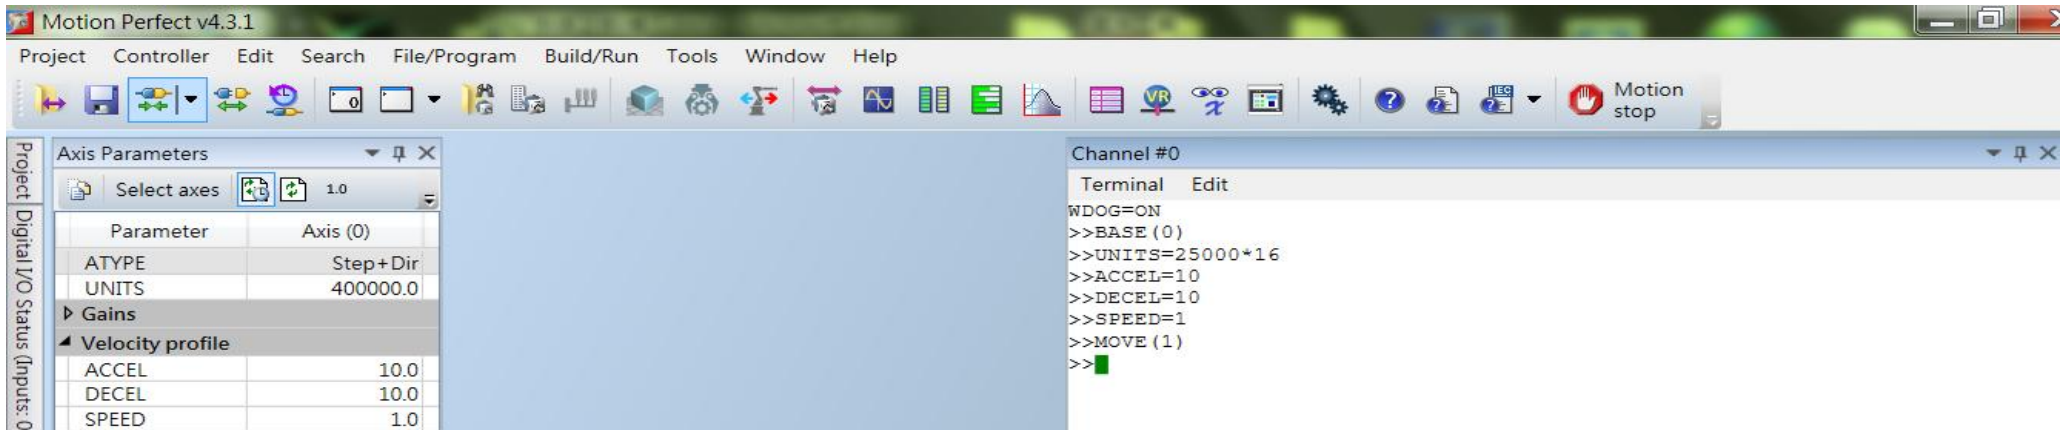 Motion Perfect v4.3.1
Project Controller Edit Search File/Program Build/Run Tools Window Help
0
VR
x
IEC
Motion
stop
Project
Digital I/O Status (Inputs: 0
Axis Parameters
Select axes 1.0
Parameter Axis (0)
ATYPE Step+Dir
UNITS 400000.0
Gains
Velocity profile
ACCEL 10.0
DECEL 10.0
SPEED 1.0
Channel #0
Terminal Edit
WDOG=ON
>>BASE(0)
>>UNITS=25000*16
>>ACCEL=10
>>DECEL=10
>>SPEED=1
>>MOVE(1)
>>